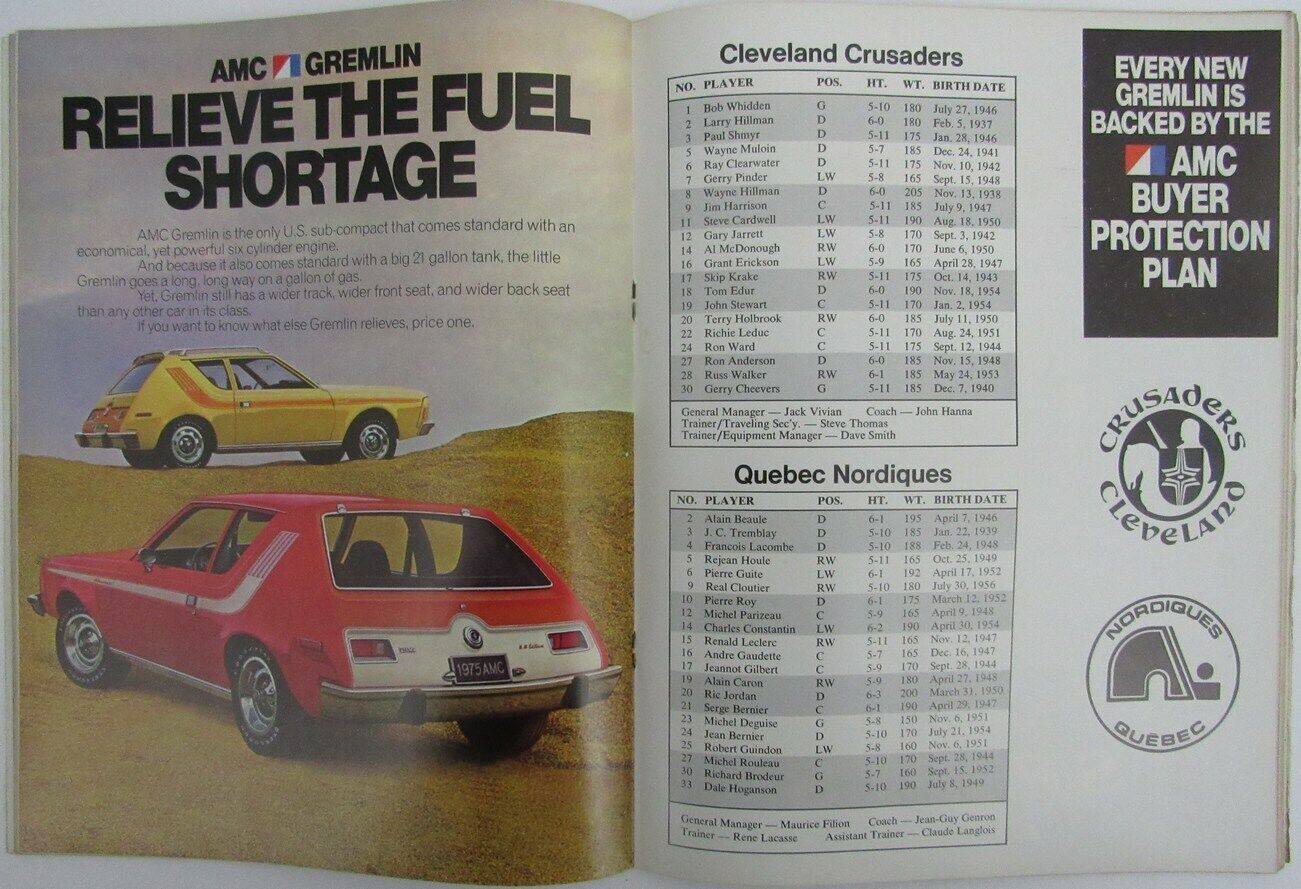 AMC GREMLIN
RELIEVE THE FUEL
SHORTAGE
AMC Gremlin is the only U.S. sub-compact that comes standard with an
economical, yet powerful six cylinder engine.
And because it also comes standard with a big 21 gallon tank, the little
Gremlin goes a long, long way on a gallon of gas.
Yet, Gremlin still has a wider track, wider front seat, and wider back seat
than any other car in its class.
If you want to know what else Gremlin relieves, price one.
1975 AMC
Cleveland Crusaders
NO. PLAYER POS. HT. WT. BIRTH DATE
1 Bob Whidden G 5-10 180 July 27, 1946
2 Larry Hillman D 6-0 180 Feb. 5, 1937
3 Paul Shmyr D 5-11 175 Jan. 28, 1946
5 Wayne Muloin D 5-7 185 Dec. 24, 1941
6 Ray Clearwater D 5-11 175 Nov. 10, 1942
7 Gerry Pinder LW 5-8 165 Sept. 15, 1948
8 Wayne Hillman D 6-0 205 Nov. 13, 1938
9 Jim Harrison C 5-11 185 July 9, 1947
11 Steve Cardwell LW 5-11 190 Aug. 18, 1950
12 Gary Jarrett LW 5-8 170 Sept. 3, 1942
14 Al McDonough RW 6-0 170 June 6, 1950
16 Grant Erickson LW 5-9 165 April 28, 1947
17 Skip Krake RW 5-11 175 Oct. 14, 1943
18 Tom Edur D 6-0 190 Nov. 18, 1954
19 John Stewart C 5-11 170 Jan. 2, 1954
20 Terry Holbrook RW 6-0 185 July 11, 1950
22 Richie Leduc C 5-11 170 Aug. 24, 1951
24 Ron Ward C 5-11 175 Sept. 12, 1944
27 Ron Anderson D 6-0 185 Nov. 15, 1948
28 Russ Walker RW 6-1 185 May 24, 1953
30 Gerry Cheevers G 5-11 185 Dec. 7, 1940
General Manager — Jack Vivian Coach — John Hanna
Trainer/Traveling Sec'y. — Steve Thomas
Trainer/Equipment Manager — Dave Smith
Quebec Nordiques
NO. PLAYER POS. HT. WT. BIRTH DATE
2 Alain Beaule D 6-1 195 April 7, 1946
3 J. C. Tremblay D 5-10 185 Jan. 22, 1939
4 Francois Lacombe D 5-10 188 Feb. 24, 1948
5 Rejean Houle RW 5-11 165 Oct. 25, 1949
6 Pierre Guite LW 6-1 192 April 17, 1952
9 Real Cloutier RW 5-10 180 July 30, 1956
10 Pierre Roy D 6-1 175 March 12, 1952
12 Michel Parizeau C 5-9 165 April 9, 1948
14 Charles Constantin LW 6-2 190 April 30, 1954
15 Renald Leclerc RW 5-11 165 Nov. 12, 1947
16 Andre Gaudette C 5-7 165 Dec. 16, 1947
17 Jeannot Gilbert C 5-9 170 Sept. 28, 1944
19 Alain Caron RW 5-9 180 April 27, 1948
20 Ric Jordan D 6-3 200 March 31, 1950
21 Serge Bernier C 6-1 190 April 29, 1947
23 Michel Deguise G 5-8 150 Nov. 6, 1951
24 Jean Bernier D 5-10 170 July 21, 1954
25 Robert Guindon LW 5-8 160 Nov. 6, 1951
27 Michel Rouleau C 5-10 170 Sept. 28, 1944
30 Richard Brodeur G 5-7 160 Sept. 15, 1952
33 Dale Hoganson D 5-10 190 July 8, 1949
General Manager — Maurice Filion Coach — Jean-Guy Genron
Trainer — Rene Lacasse Assistant Trainer — Claude Langlois
EVERY NEW
GREMLIN IS
BACKED BY THE
AMC
BUYER
PROTECTION
PLAN
CRUSADERS
CLEVELAND
NORDIQUES
QUÉBEC